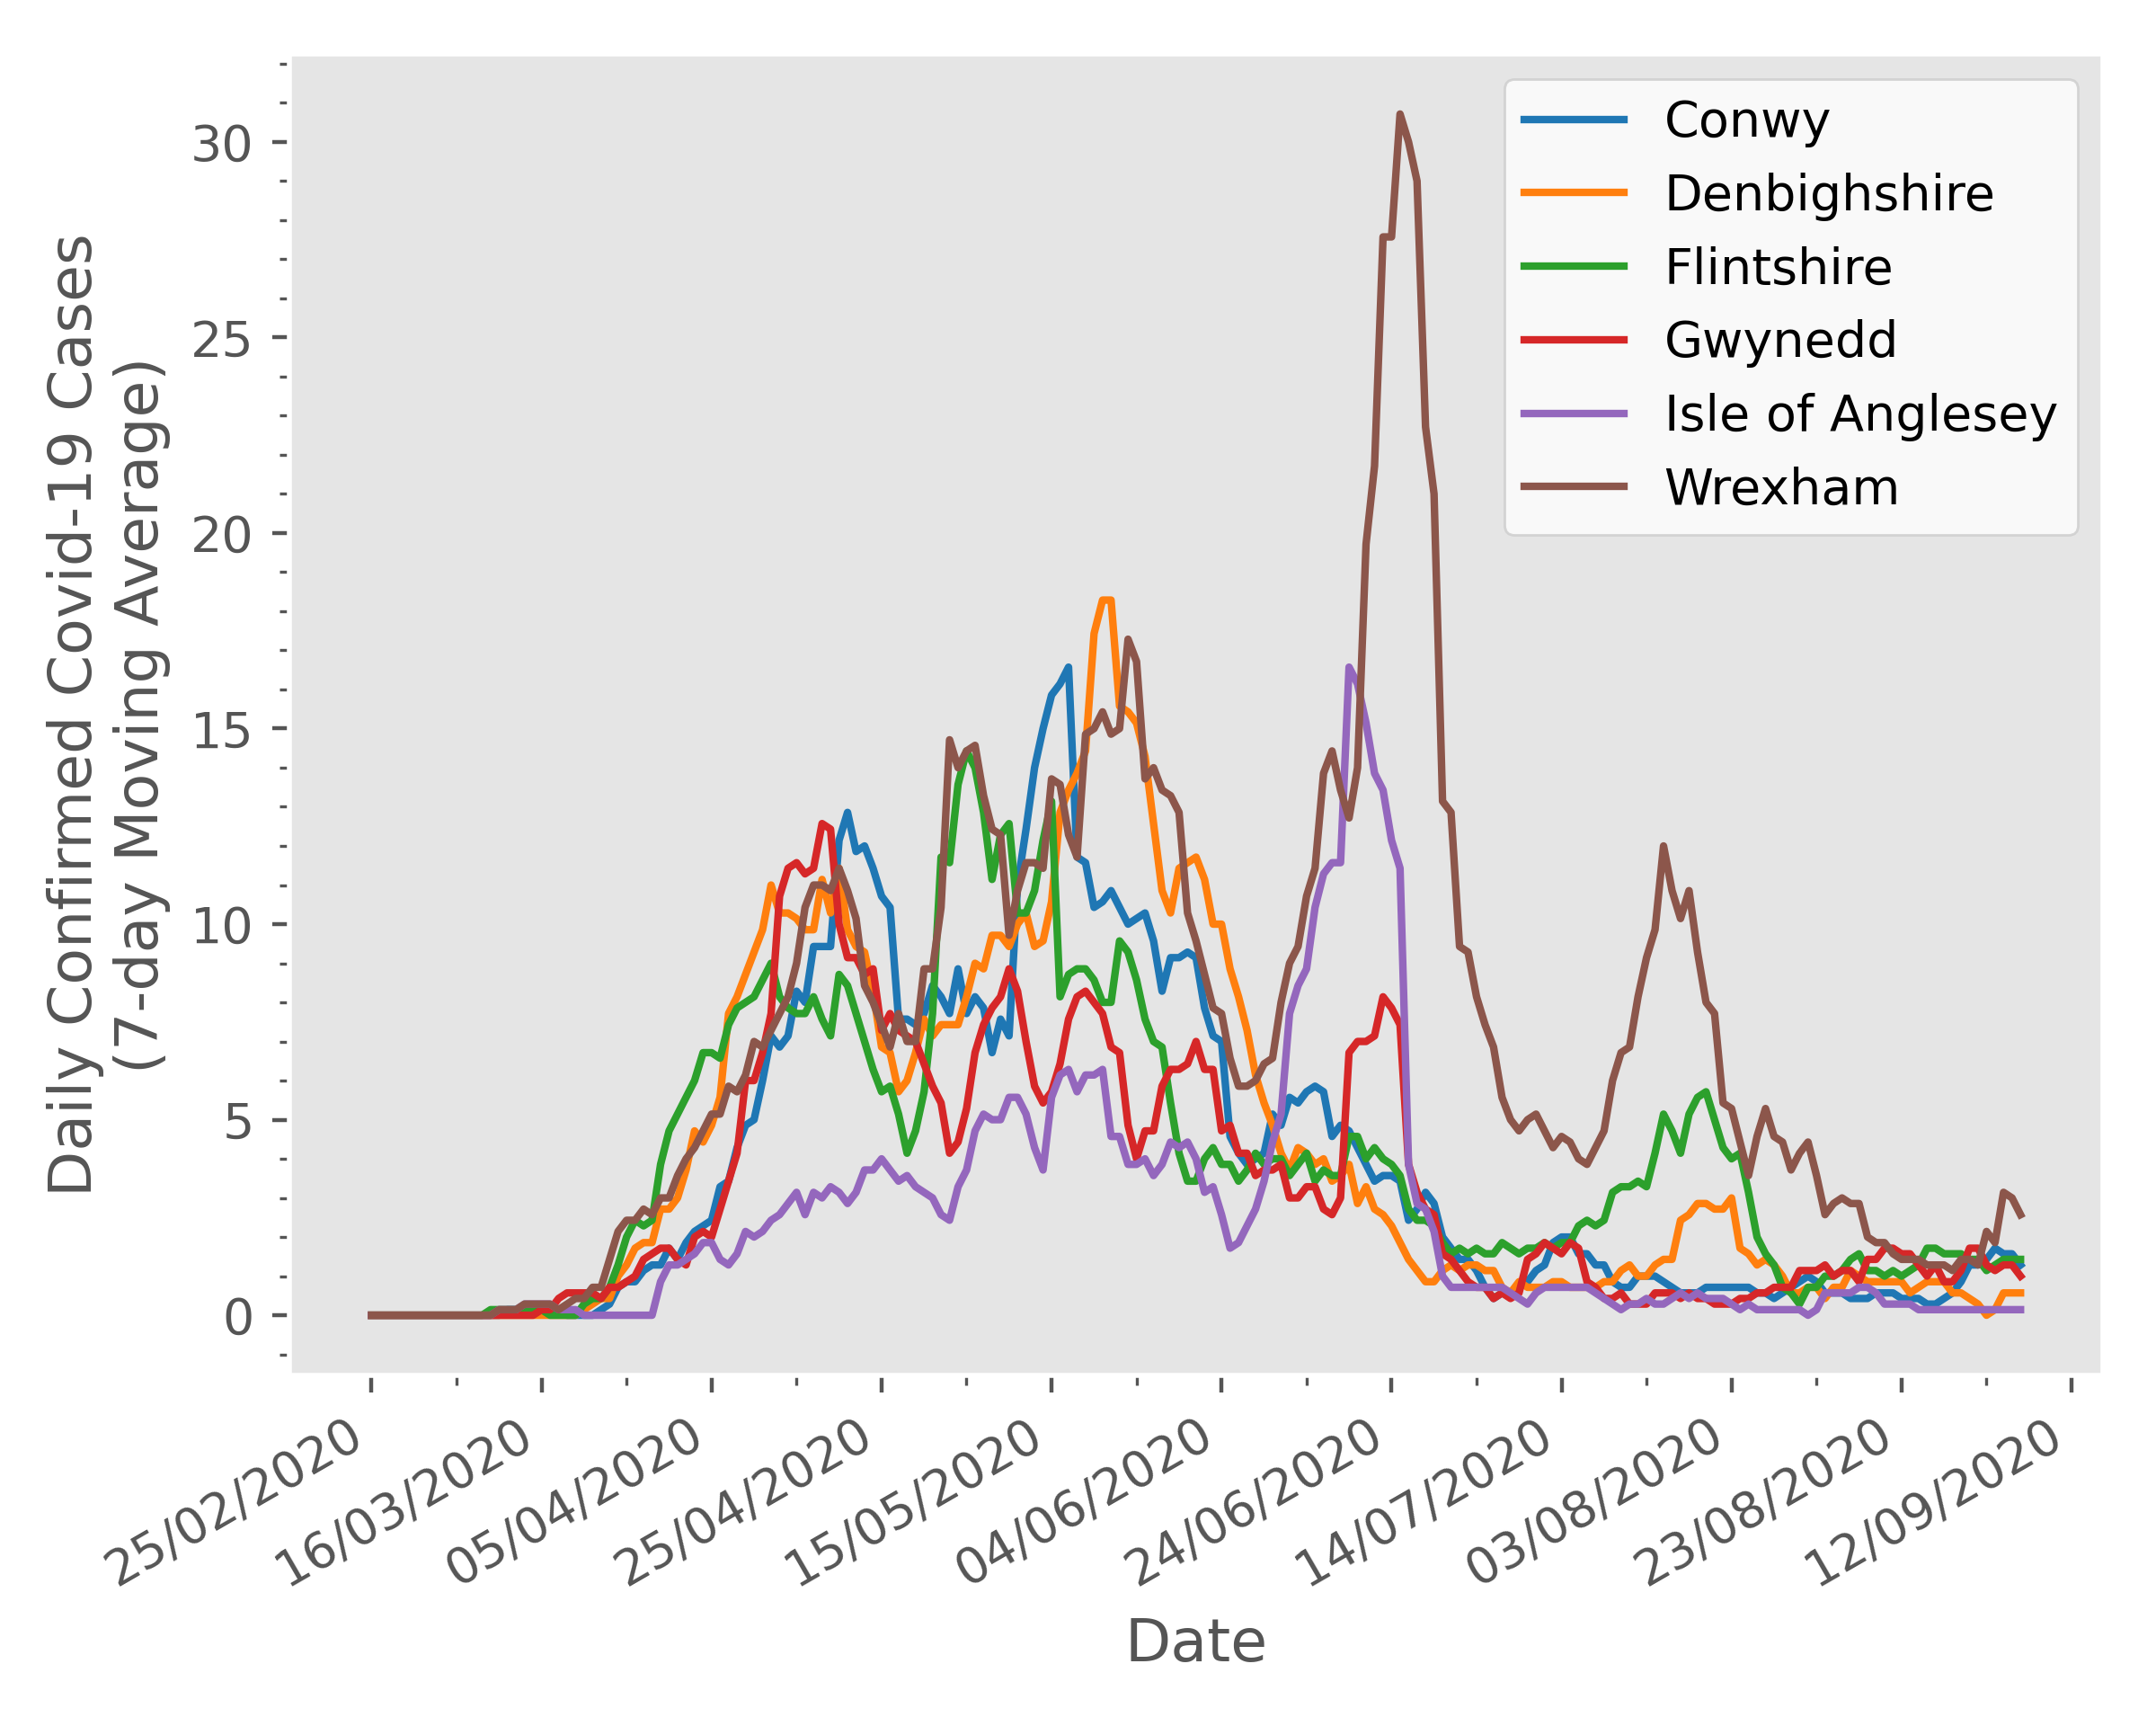 Daily Confirmed Covid-19 Cases
(7-day Moving Average)
30
25
20
15
10
5
0
Conwy
Denbighshire
Flintshire
Gwynedd
Isle of Anglesey
Wrexham
25/02/2020
16/03/2020
05/04/2020
25/04/2020
15/05/2020
04/06/2020
24/06/2020
14/07/2020
03/08/2020
23/08/2020
12/09/2020
Date